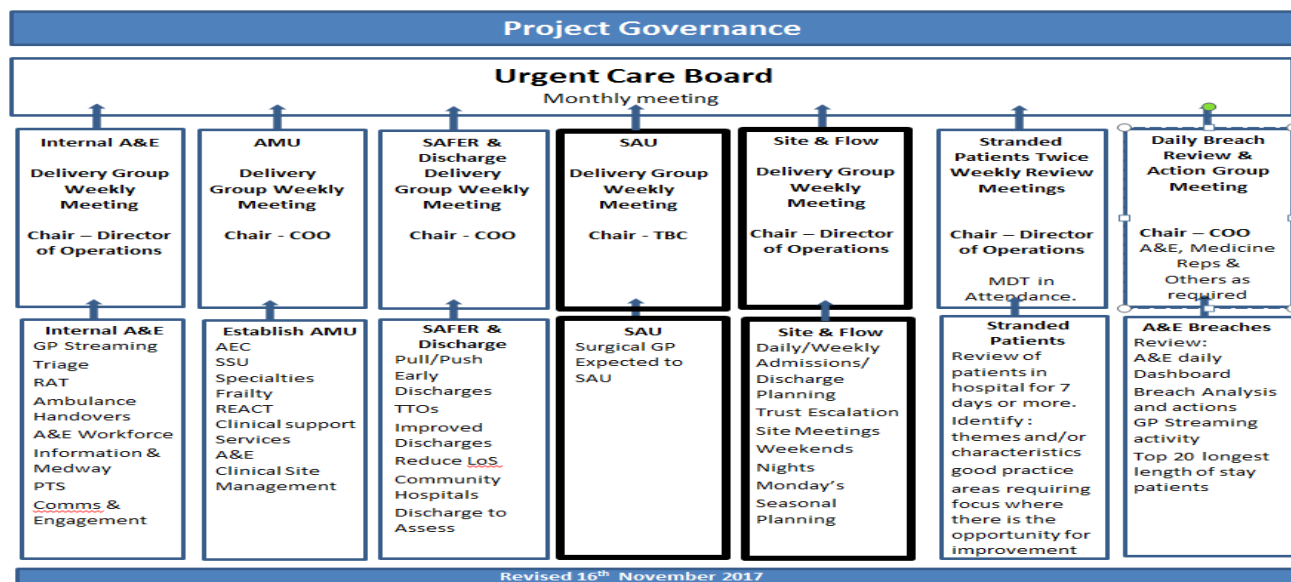 Project Governance
Urgent Care Board
Monthly meeting
Internal A&E
Delivery Group
Weekly
Meeting
Chair – Director
of Operations
AMU
Delivery
Group Weekly
Meeting
Chair - COO
SAFER &
Discharge
Delivery
Group Weekly
Meeting
Chair - COO
SAU
Delivery Group
Weekly
Meeting
Chair - TBC
Site & Flow
Delivery Group
Weekly
Meeting
Chair – Director
of Operations
Stranded
Patients Twice
Weekly Review
Meetings
Chair – Director
of Operations
MDT in
Attendance.
Daily Breach
Review &
Action Group
Meeting
Chair – COO
A&E, Medicine
Reps &
Others as
required
Internal A&E
GP Streaming
Triage
RAT
Ambulance
Handovers
A&E Workforce
Information &
Medway
PTS
Comms &
Engagement
Establish AMU
AEC
SSU
Specialties
Frailty
REACT
Clinical support
Services
A&E
Clinical Site
Management
SAFER &
Discharge
Pull/Push
Early
Discharges
TTOs
Improved
Discharges
Reduce LoS
Community
Hospitals
Discharge to
Assess
SAU
Surgical GP
Expected to
SAU
Site & Flow
Daily/Weekly
Admissions/
Discharge
Planning
Trust Escalation
Site Meetings
Weekends
Nights
Monday's
Seasonal
Planning
Stranded
Patients
Review of
patients in
hospital for 7
days or more.
Identify :
themes and/or
characteristics
good practice
areas requiring
focus where
there is the
opportunity for
improvement
A&E Breaches
Review:
A&E daily
Dashboard
Breach Analysis
and actions
GP Streaming
activity
Top 20 longest
length of stay
patients
Revised 16th November 2017